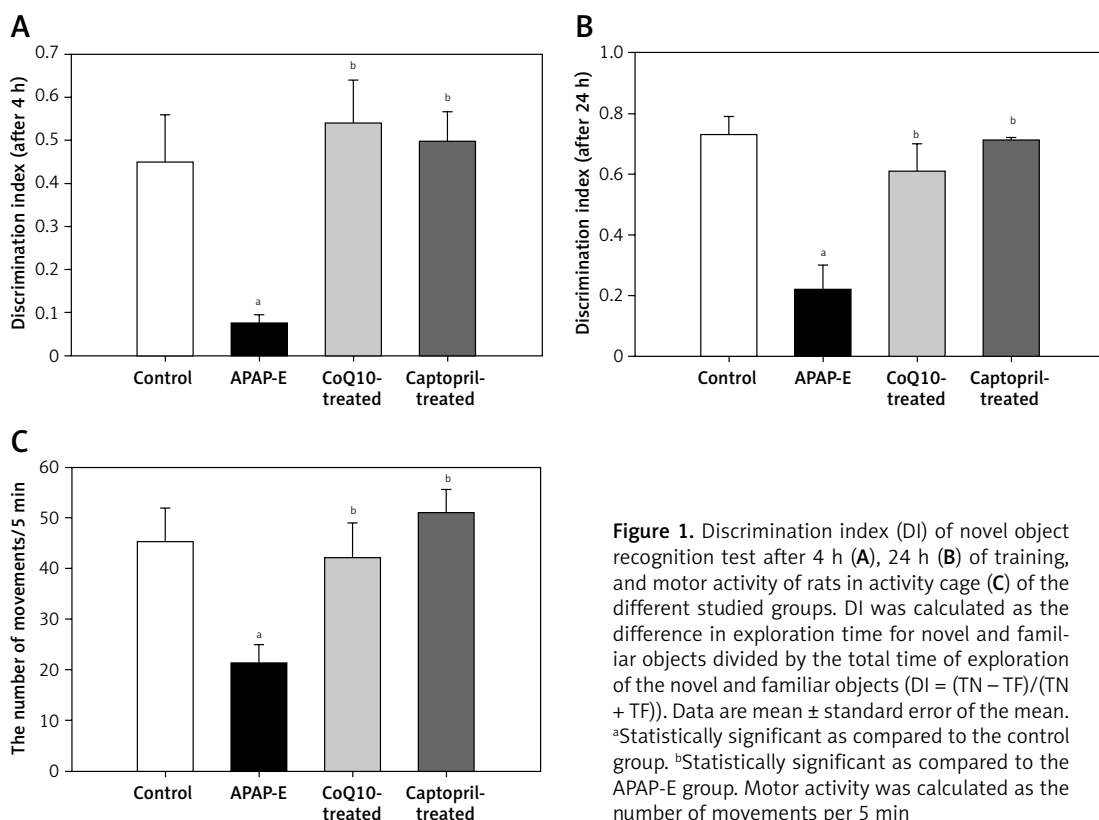 A
Discrimination index (after 4 h)
0.7
0.6
0.5
0.4
0.3
0.2
0.1
0
a
b
b
Control
APAP-E
CoQ10-
treated
Captopril-
treated
B
Discrimination index (after 24 h)
1.0
0.8
0.6
0.4
0.2
0
a
b
b
Control
APAP-E
CoQ10-
treated
Captopril-
treated
C
The number of movements/5 min
60
50
40
30
20
10
0
a
b
b
Control
APAP-E
CoQ10-
treated
Captopril-
treated
Figure 1. Discrimination index (DI) of novel object
recognition test after 4 h (A), 24 h (B) of training,
and motor activity of rats in activity cage (C) of the
different studied groups. DI was calculated as the
difference in exploration time for novel and famil-
iar objects divided by the total time of exploration
of the novel and familiar objects (DI = (TN – TF)/(TN
+ TF)). Data are mean ± standard error of the mean.
ᵃStatistically significant as compared to the control
group. ᵇStatistically significant as compared to the
APAP-E group. Motor activity was calculated as the
number of movements per 5 min